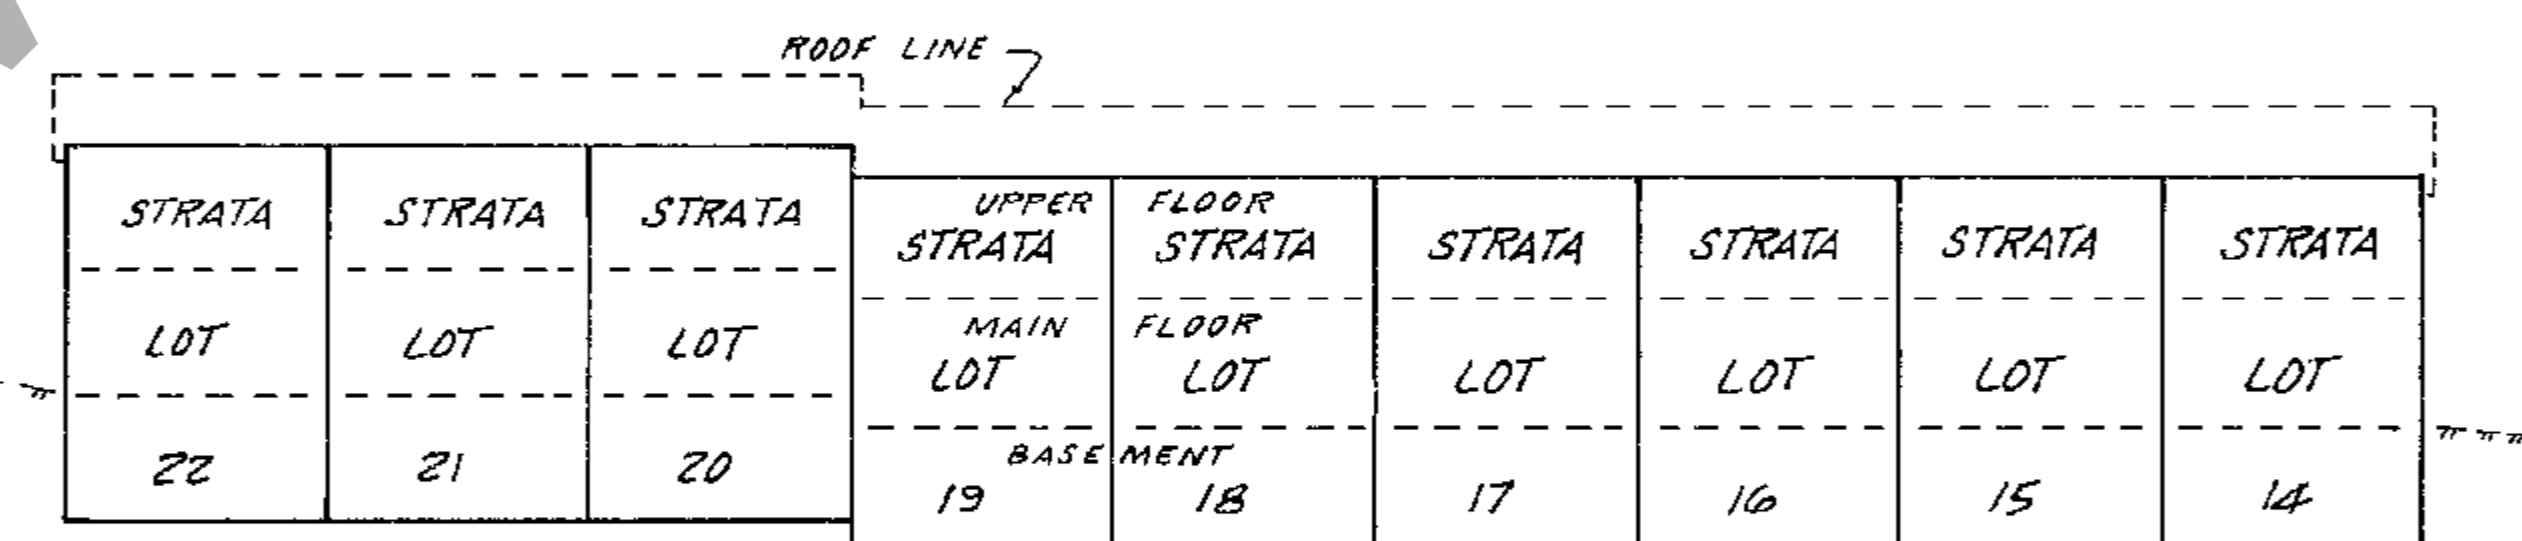 ROOF LINE
UPPER FLOOR
STRATA STRATA STRATA STRATA STRATA STRATA STRATA STRATA STRATA
MAIN FLOOR
LOT LOT LOT LOT LOT LOT LOT LOT LOT
BASEMENT
22 21 20 19 18 17 16 15 14